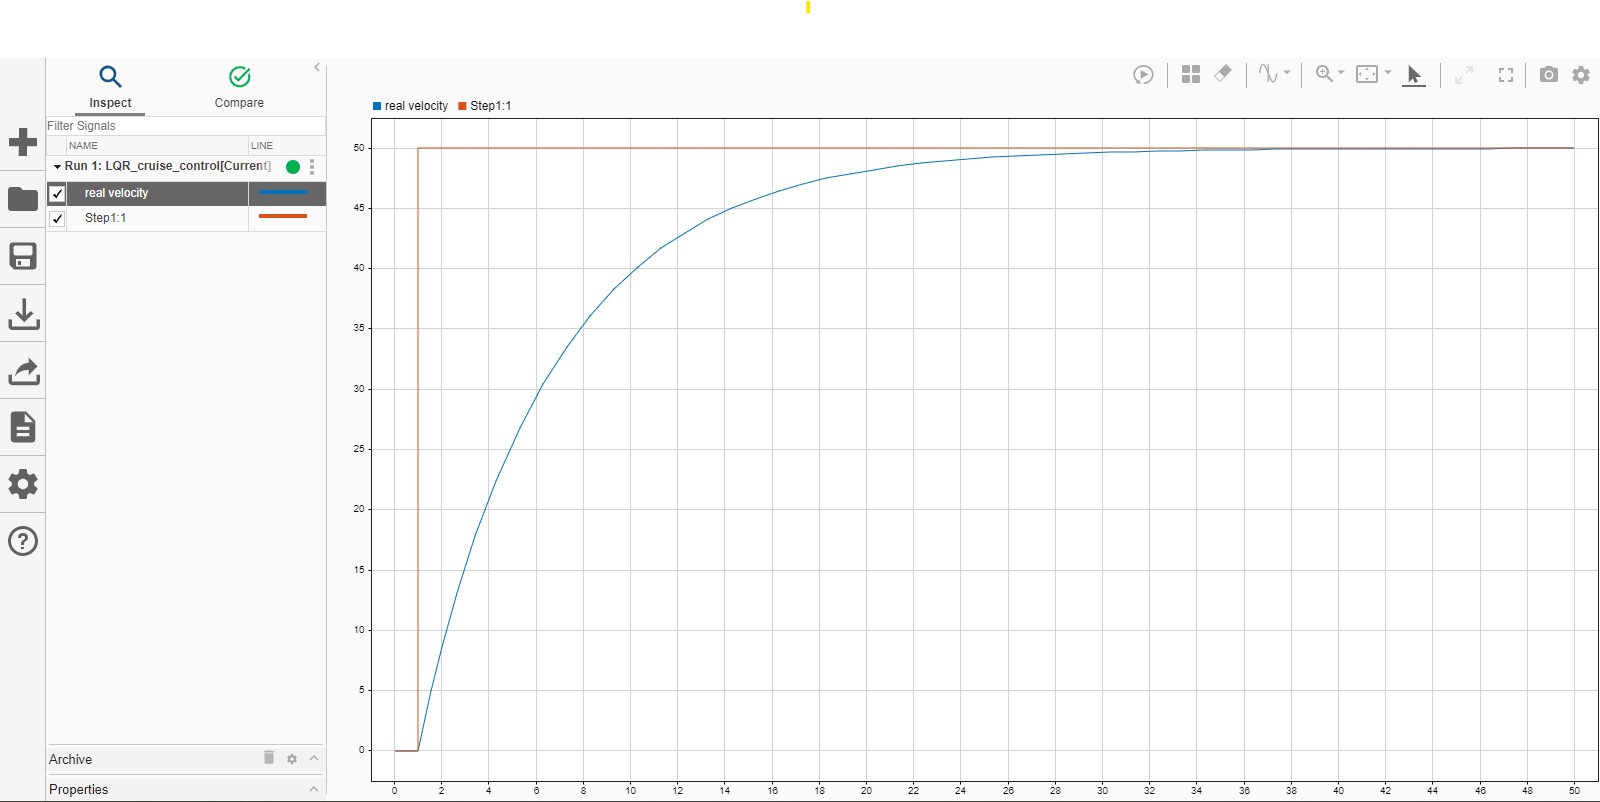 Inspect
Compare
Filter Signals
NAME LINE
Run 1: LQR_cruise_control[Current]
real velocity
Step1:1
Archive
Properties
real velocity Step1:1
50
45
40
35
30
25
20
15
10
5
0
0 2 4 6 8 10 12 14 16 18 20 22 24 26 28 30 32 34 36 38 40 42 44 46 48 50